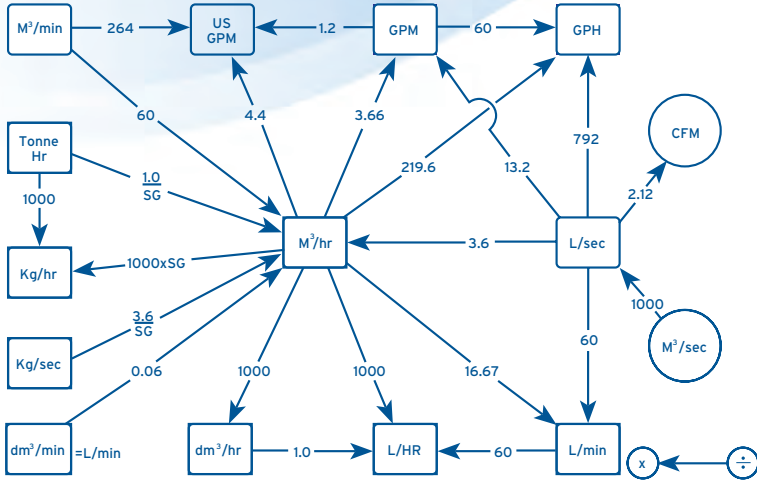 M³/min
264
US
GPM
1.2
GPM
60
GPH
60
4.4
3.66
219.6
13.2
792
CFM
2.12
Tonne
Hr
1.0
SG
1000
M³/hr
3.6
L/sec
Kg/hr
1000xSG
1000
M³/sec
3.6
SG
Kg/sec
0.06
1000
1000
16.67
60
dm³/min
=L/min
dm³/hr
1.0
L/HR
60
L/min
x
÷